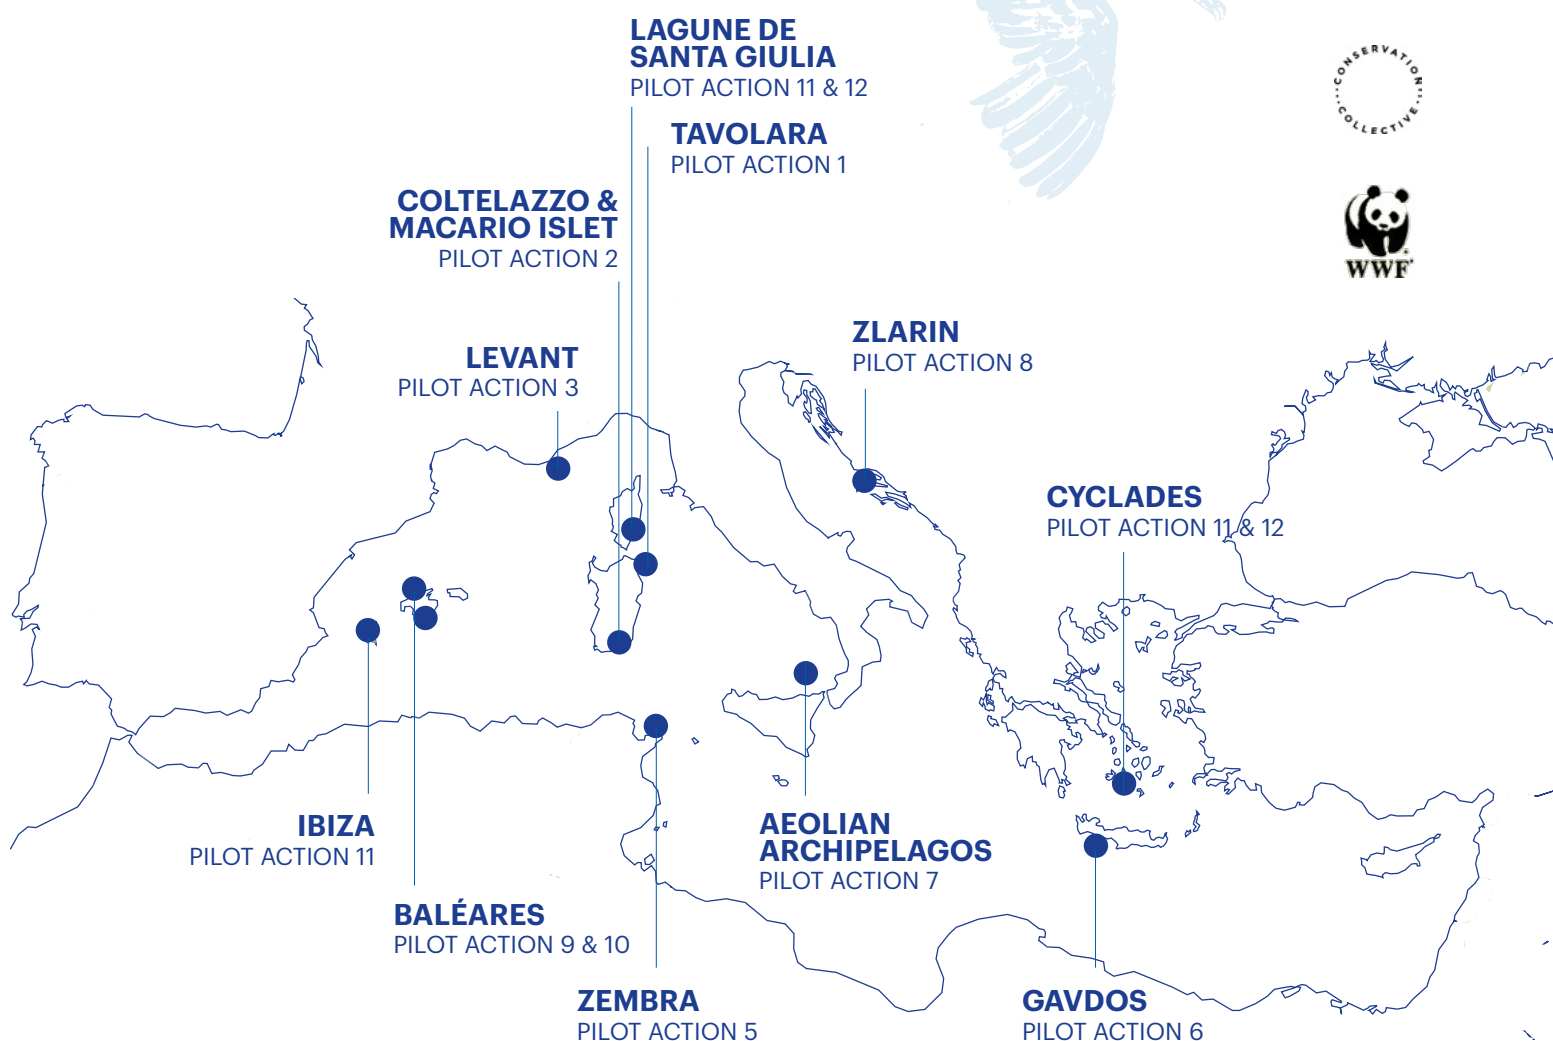 LAGUNE DE
SANTA GIULIA
PILOT ACTION 11 & 12
TAVOLARA
PILOT ACTION 1
COLTELAZZO &
MACARIO ISLET
PILOT ACTION 2
LEVANT
PILOT ACTION 3
ZLARIN
PILOT ACTION 8
CYCLADES
PILOT ACTION 11 & 12
IBIZA
PILOT ACTION 11
BALÉARES
PILOT ACTION 9 & 10
ZEMBRA
PILOT ACTION 5
AEOLIAN
ARCHIPELAGOS
PILOT ACTION 7
GAVDOS
PILOT ACTION 6
CONSERVATION
COLLECTIVE
WWF